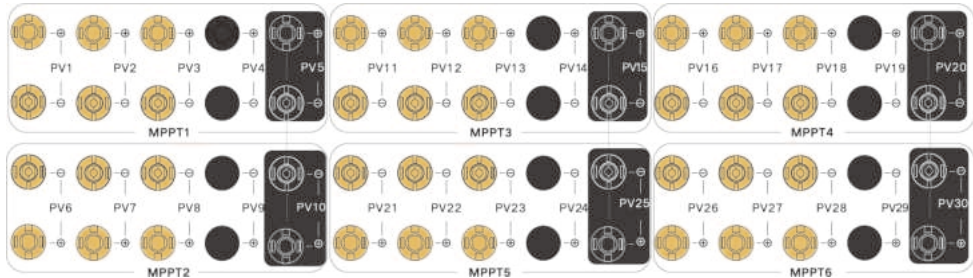 PV1 PV2 PV3 PV4 PV5 PV11 PV12 PV13 PV14 PV15 PV16 PV17 PV18 PV19 PV20
MPPT1 MPPT3 MPPT4
PV6 PV7 PV8 PV9 PV10 PV21 PV22 PV23 PV24 PV25 PV26 PV27 PV28 PV29 PV30
MPPT2 MPPT5 MPPT6